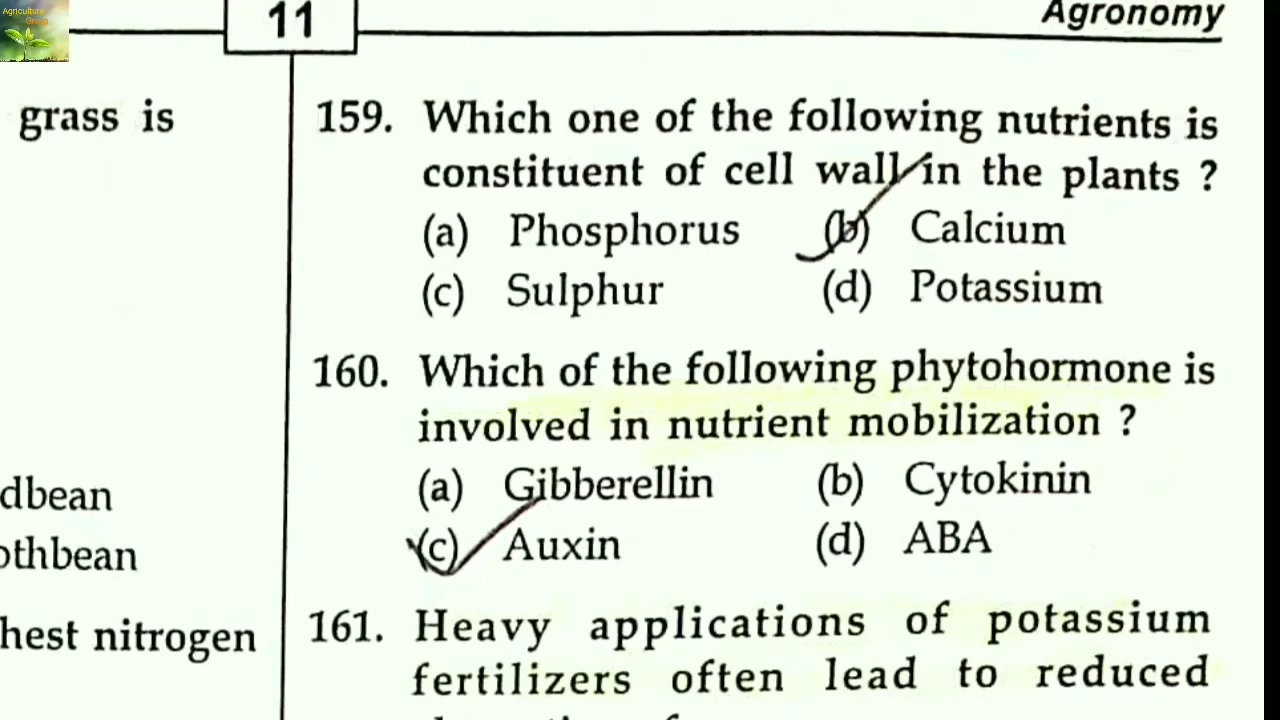 Agriculture
Group
11
Agronomy
grass is
dbean
othbean
hest nitrogen
159. Which one of the following nutrients is
constituent of cell wall in the plants ?
(a) Phosphorus (b) Calcium
(c) Sulphur (d) Potassium
160. Which of the following phytohormone is
involved in nutrient mobilization ?
(a) Gibberellin (b) Cytokinin
(c) Auxin (d) ABA
161. Heavy applications of potassium
fertilizers often lead to reduced